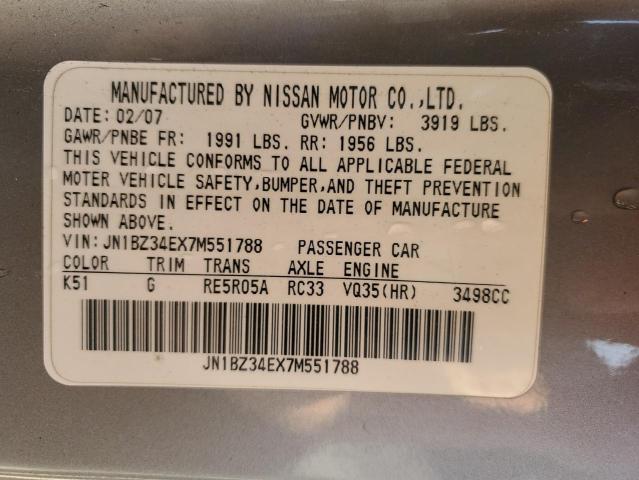 MANUFACTURED BY NISSAN MOTOR CO.,LTD.
DATE: 02/07 GVWR/PNBV: 3919 LBS.
GAWR/PNBE FR: 1991 LBS. RR: 1956 LBS.
THIS VEHICLE CONFORMS TO ALL APPLICABLE FEDERAL
MOTER VEHICLE SAFETY,BUMPER,AND THEFT PREVENTION
STANDARDS IN EFFECT ON THE DATE OF MANUFACTURE
SHOWN ABOVE.
VIN:JN1BZ34EX7M551788 PASSENGER CAR
COLOR TRIM TRANS AXLE ENGINE
K51 G RE5R05A RC33 VQ35(HR) 3498CC
JN1BZ34EX7M551788